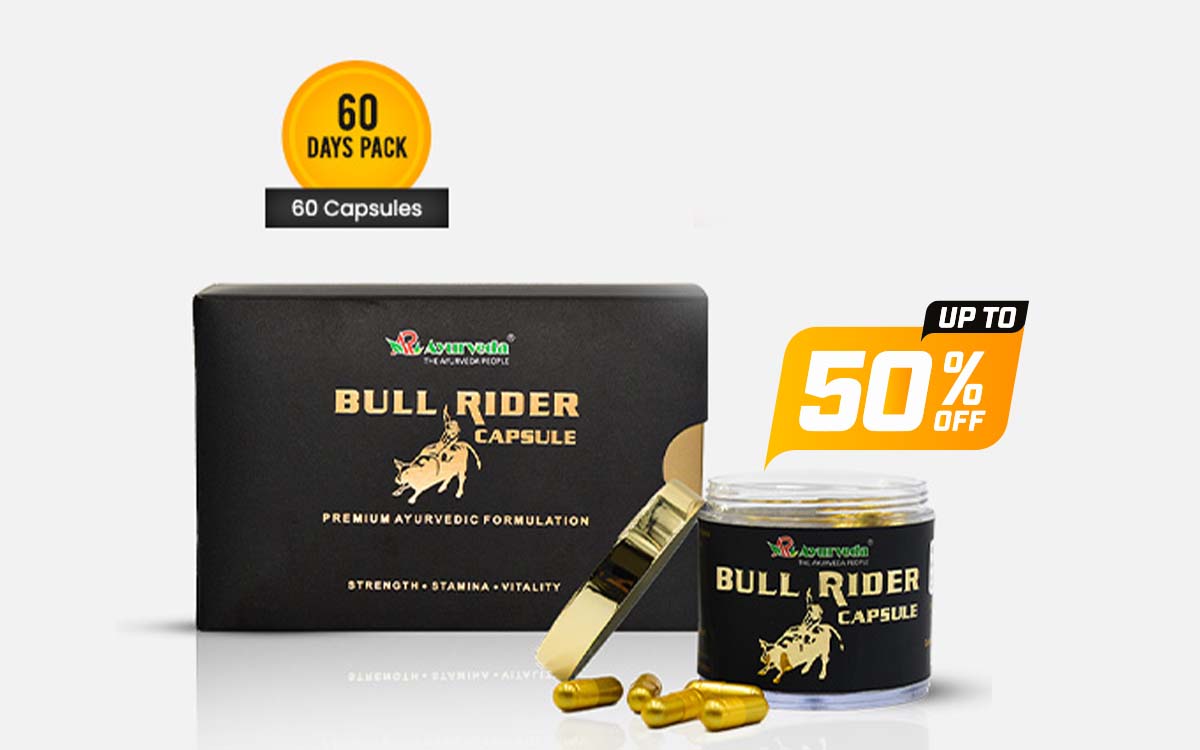 60
DAYS PACK
60 Capsules
UP TO
50%
OFF
Ayurveda®
THE AYURVEDA PEOPLE
BULL RIDER
CAPSULE
PREMIUM AYURVEDIC FORMULATION
STRENGTH • STAMINA • VITALITY
Ayurveda®
THE AYURVEDA PEOPLE
BULL RIDER
CAPSULE